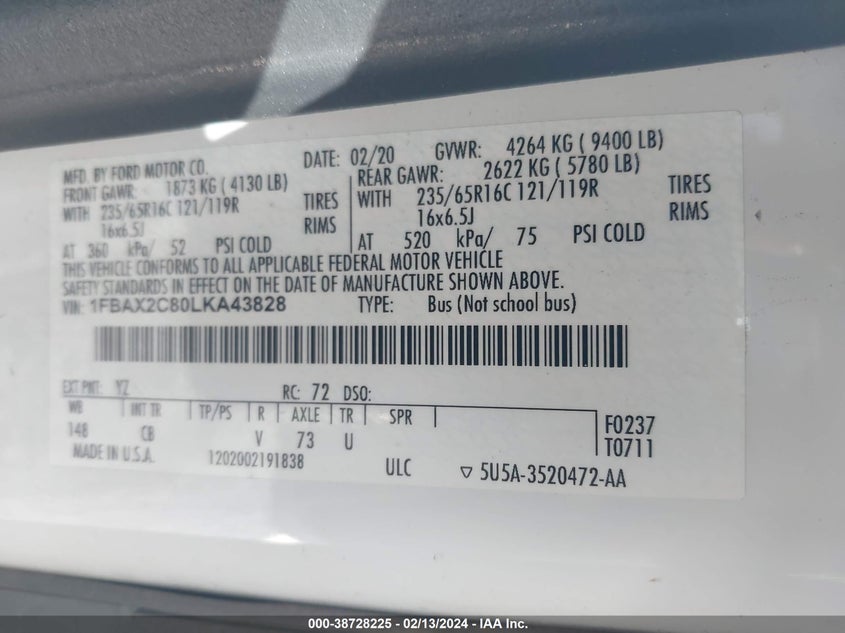 MFD. BY FORD MOTOR CO. DATE: 02/20 GVWR: 4264 KG ( 9400 LB)
FRONT GAWR: 1873 KG ( 4130 LB) REAR GAWR: 2622 KG ( 5780 LB)
WITH 235/65R16C 121/119R TIRES WITH 235/65R16C 121/119R TIRES
16x6.5J RIMS 16x6.5J RIMS
AT 360 kPa/ 52 PSI COLD AT 520 kPa/ 75 PSI COLD
THIS VEHICLE CONFORMS TO ALL APPLICABLE FEDERAL MOTOR VEHICLE
SAFETY STANDARDS IN EFFECT ON THE DATE OF MANUFACTURE SHOWN ABOVE.
VIN: 1FBAX2C80LKA43828 TYPE: Bus (Not school bus)
EXT PNT: YZ RC: 72 DSO:
WB INT TR TP/PS R AXLE TR SPR F0237
148 CB V 73 U T0711
MADE IN U.S.A. 1202002191838 ULC ▽ 5U5A-3520472-AA
000-38728225 - 02/13/2024 - IAA Inc.